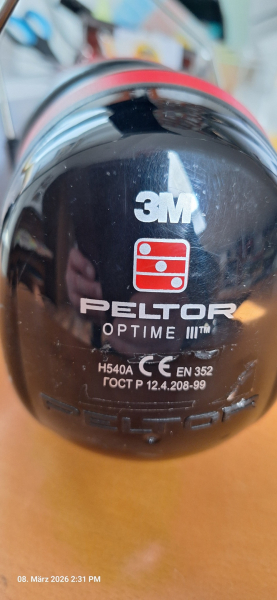 3M
PELTOR
OPTIME III™
H540A CE EN 352
ГОСТ Р 12.4.208-99
PELTOR
08. März 2026 2:31 PM